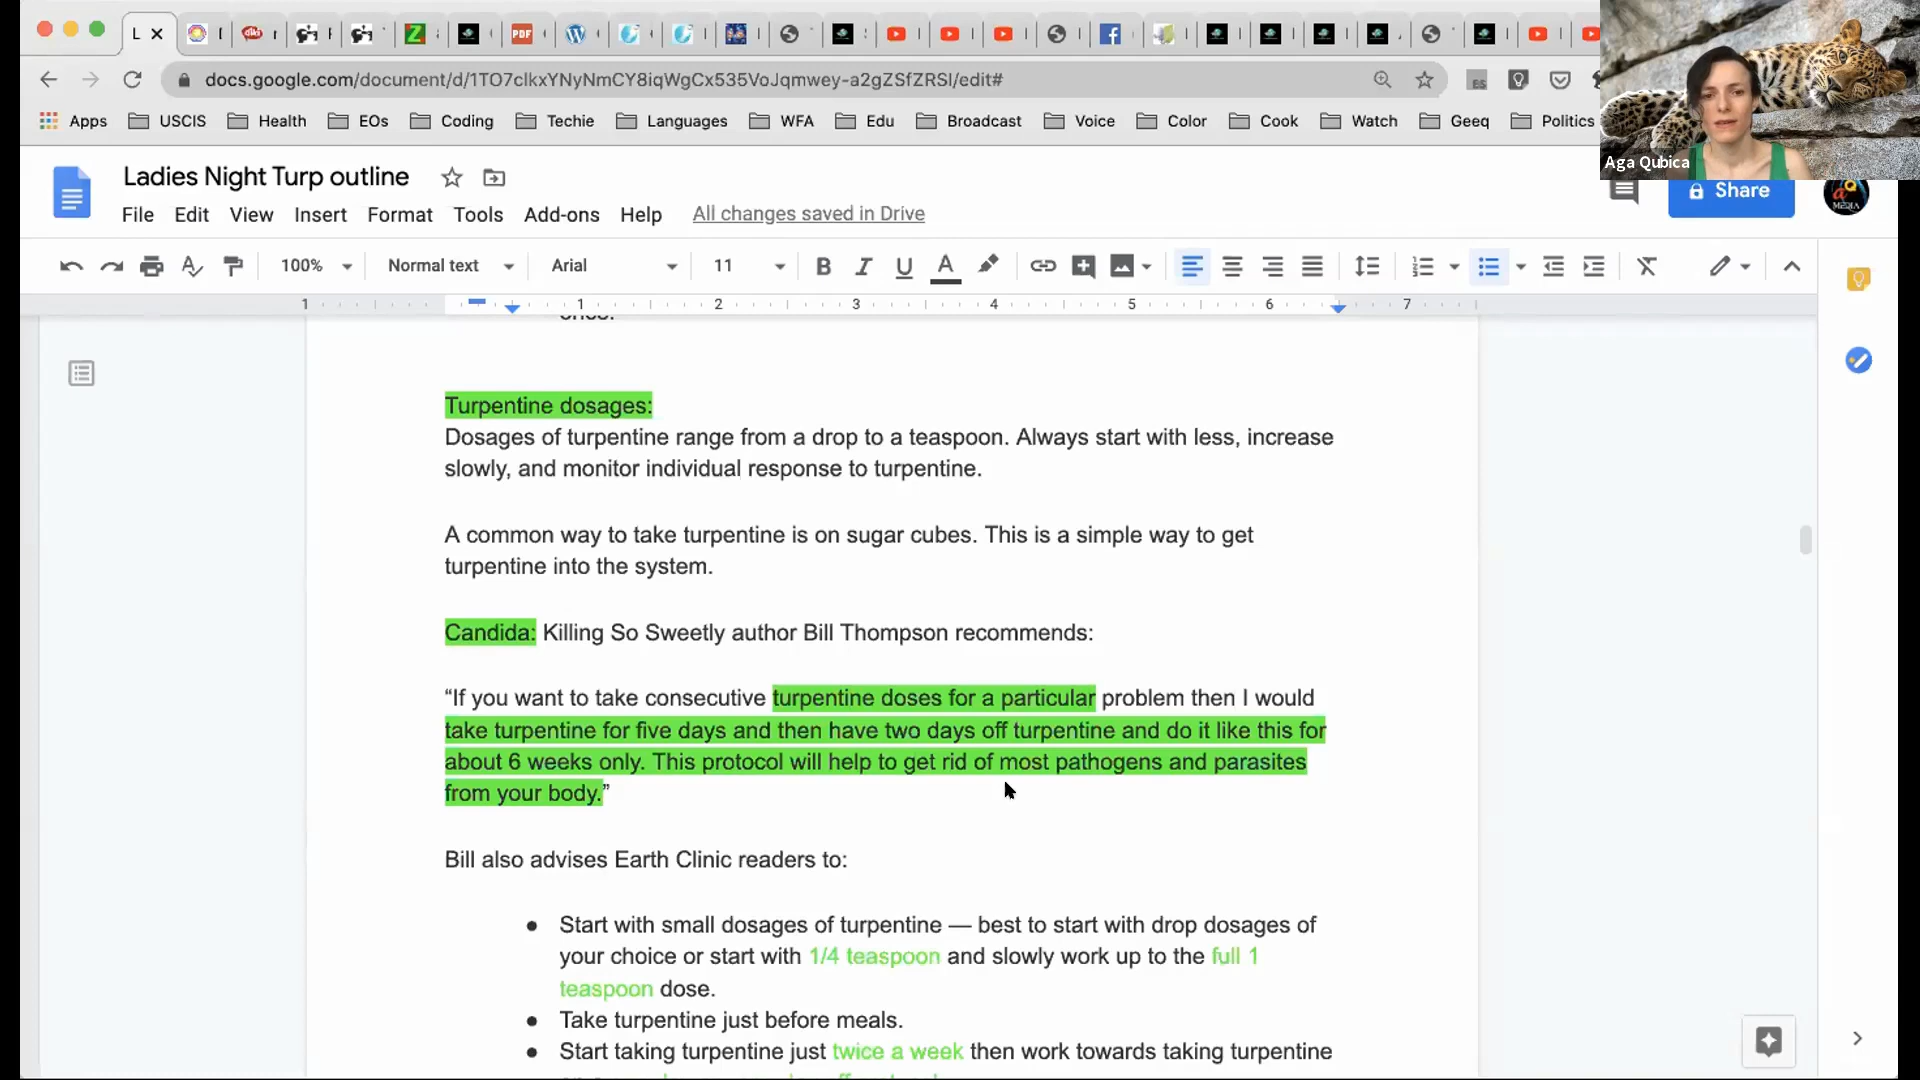 L
docs.google.com/document/d/1TO7clkxYNyNmCY8iqWgCx535VoJqmwey-a2gZSfZRSI/edit#
Apps USCIS Health EOs Coding Techie Languages WFA Edu Broadcast Voice Color Cook Watch Geeq Politics
Aga Qubica
Ladies Night Turp outline
File Edit View Insert Format Tools Add-ons Help All changes saved in Drive
Share
100% Normal text Arial 11
1 1 2 3 4 5 6 7
Turpentine dosages:
Dosages of turpentine range from a drop to a teaspoon. Always start with less, increase
slowly, and monitor individual response to turpentine.
A common way to take turpentine is on sugar cubes. This is a simple way to get
turpentine into the system.
Candida: Killing So Sweetly author Bill Thompson recommends:
“If you want to take consecutive turpentine doses for a particular problem then I would
take turpentine for five days and then have two days off turpentine and do it like this for
about 6 weeks only. This protocol will help to get rid of most pathogens and parasites
from your body.”
Bill also advises Earth Clinic readers to:
● Start with small dosages of turpentine — best to start with drop dosages of
your choice or start with 1/4 teaspoon and slowly work up to the full 1
teaspoon dose.
● Take turpentine just before meals.
● Start taking turpentine just twice a week then work towards taking turpentine